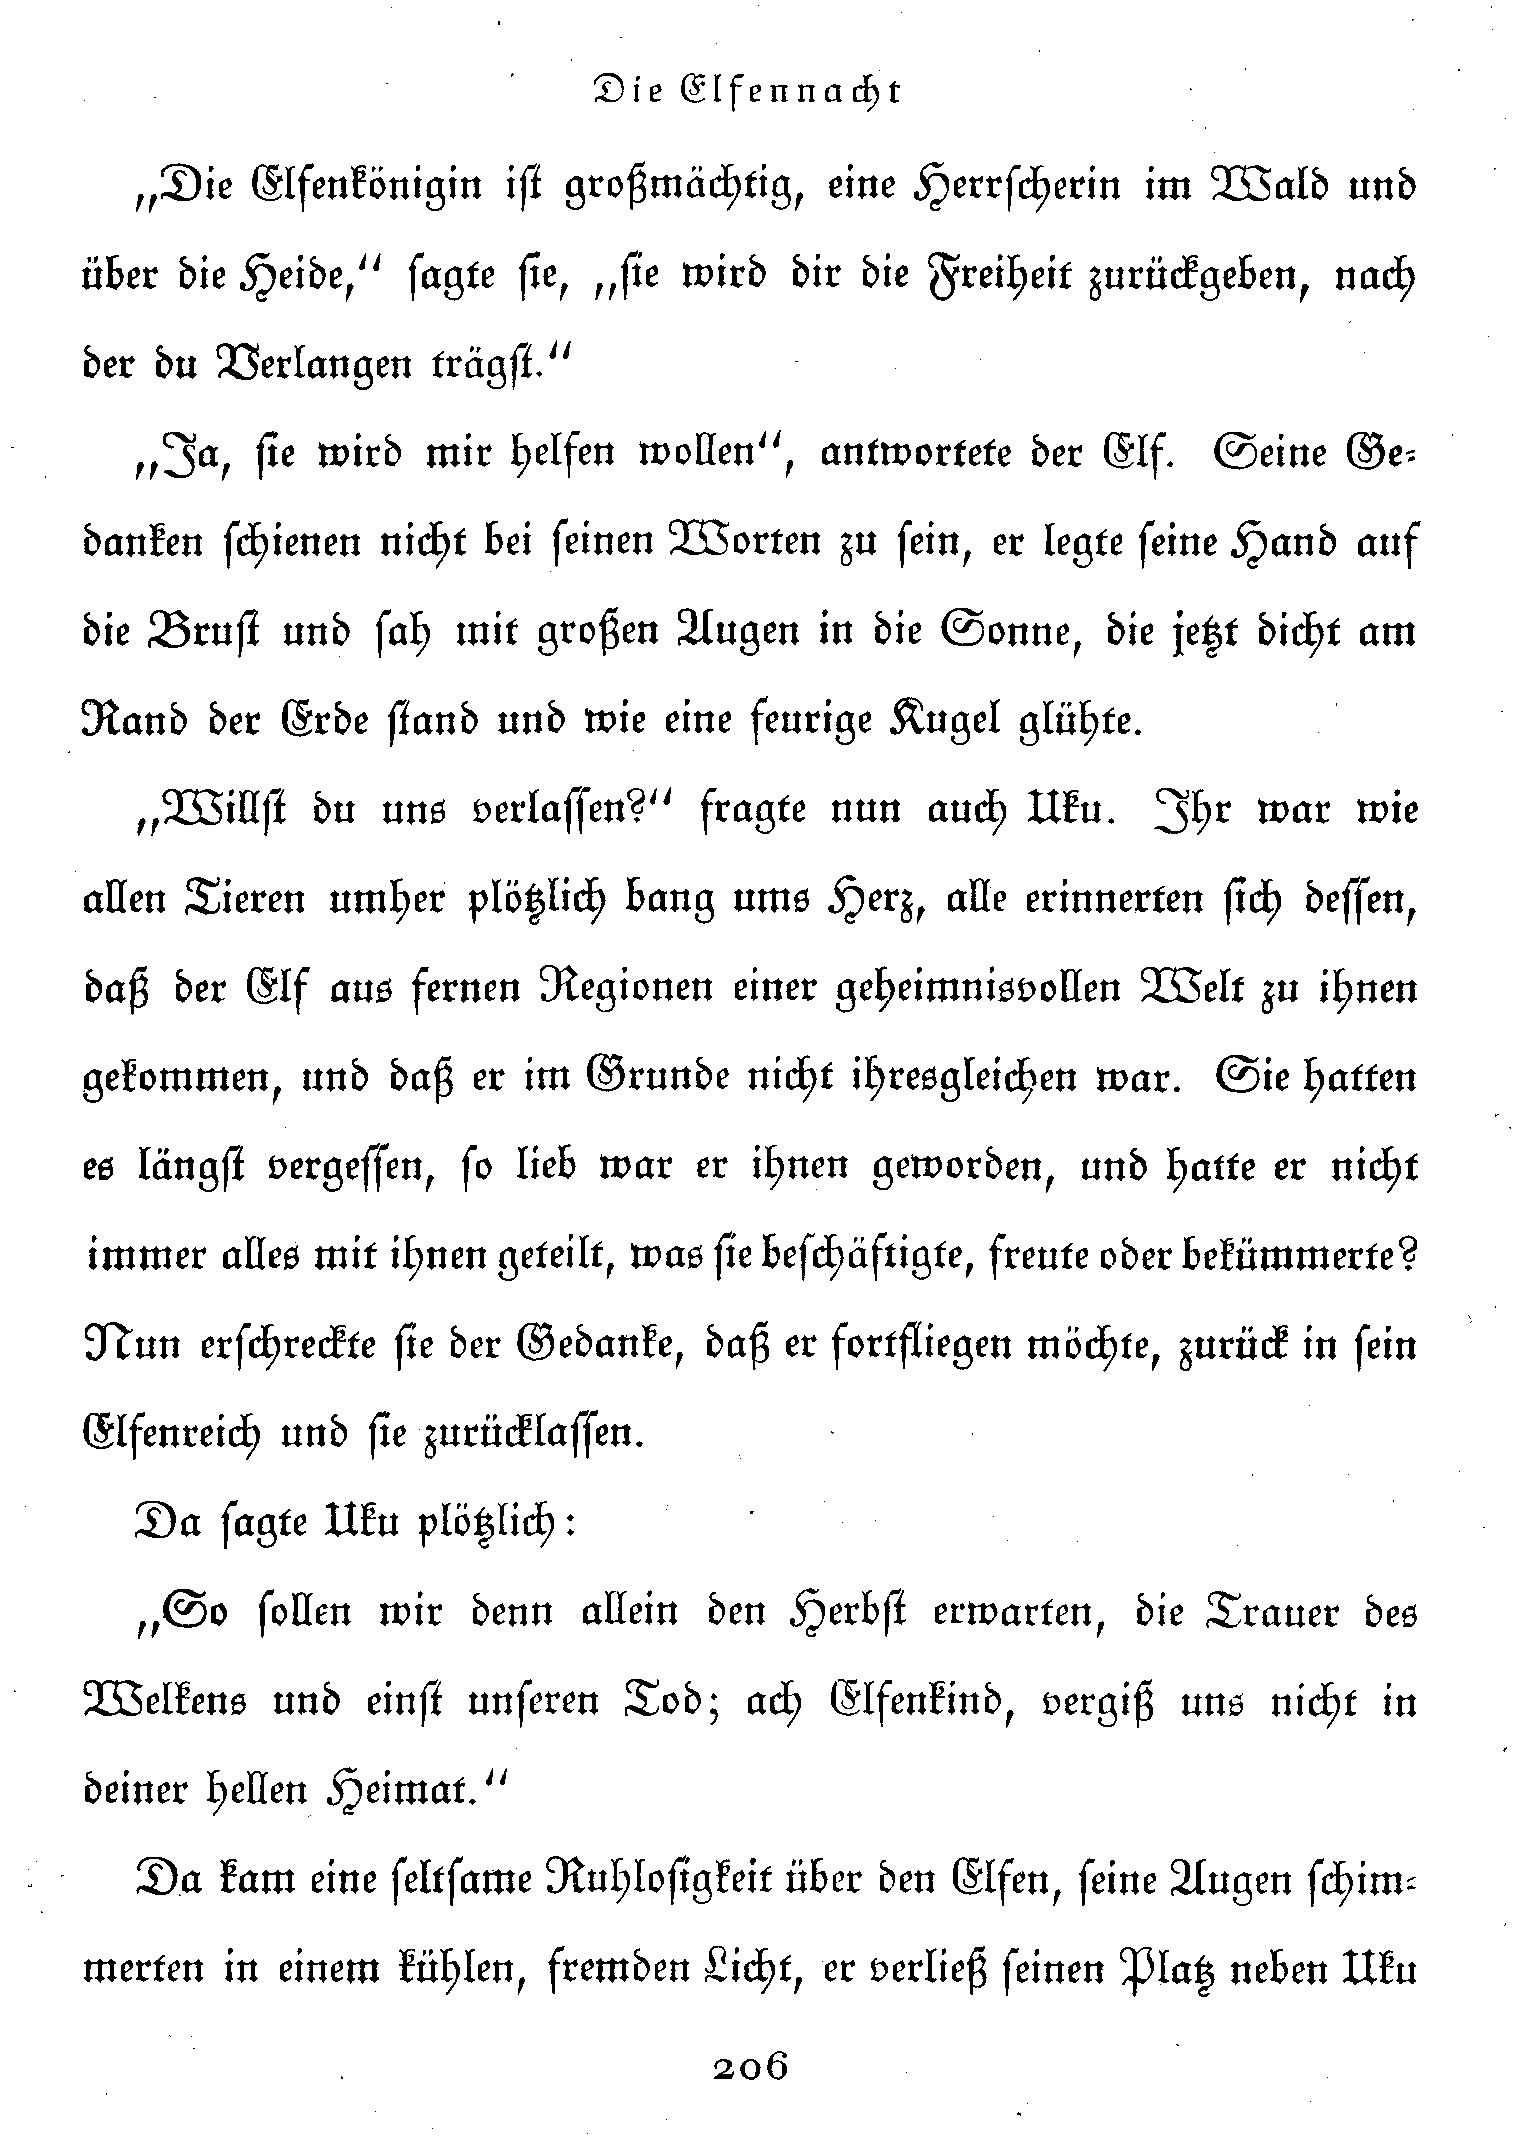 Die Elfennacht
„Die Elfenkönigin ist großmächtig, eine Herrscherin im Wald und
über die Heide,“ sagte sie, „sie wird dir die Freiheit zurückgeben, nach
der du Verlangen trägst.“
„Ja, sie wird mir helfen wollen“, antwortete der Elf. Seine Ge-
danken schienen nicht bei seinen Worten zu sein, er legte seine Hand auf
die Brust und sah mit großen Augen in die Sonne, die jetzt dicht am
Rand der Erde stand und wie eine feurige Kugel glühte.
„Willst du uns verlassen?“ fragte nun auch Uku. Ihr war wie
allen Tieren umher plötzlich bang ums Herz, alle erinnerten sich dessen,
daß der Elf aus fernen Regionen einer geheimnisvollen Welt zu ihnen
gekommen, und daß er im Grunde nicht ihresgleichen war. Sie hatten
es längst vergessen, so lieb war er ihnen geworden, und hatte er nicht
immer alles mit ihnen geteilt, was sie beschäftigte, freute oder bekümmerte?
Nun erschreckte sie der Gedanke, daß er fortfliegen möchte, zurück in sein
Elfenreich und sie zurücklassen.
Da sagte Uku plötzlich:
„So sollen wir denn allein den Herbst erwarten, die Trauer des
Welkens und einst unseren Tod; ach Elfenkind, vergiß uns nicht in
deiner hellen Heimat.“
Da kam eine seltsame Ruhlosigkeit über den Elfen, seine Augen schim-
merten in einem kühlen, fremden Licht, er verließ seinen Platz neben Uku
206